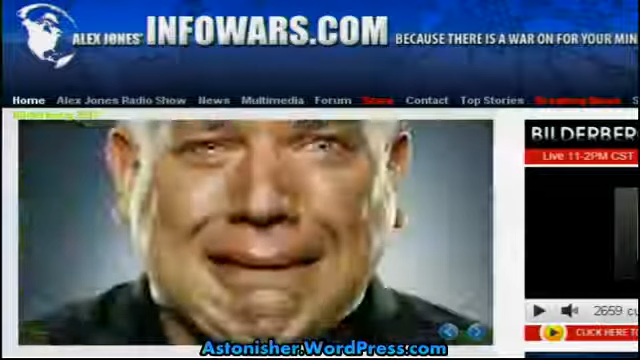 ALEX JONES' INFOWARS.COM BECAUSE THERE IS A WAR ON FOR YOUR MIN
Home Alex Jones Radio Show News Multimedia Forum Store Contact Top Stories Breaking News S
BILDERBER
Live 11-2PM CST
2659 cu
CLICK HERE T
Astonisher.WordPress.com